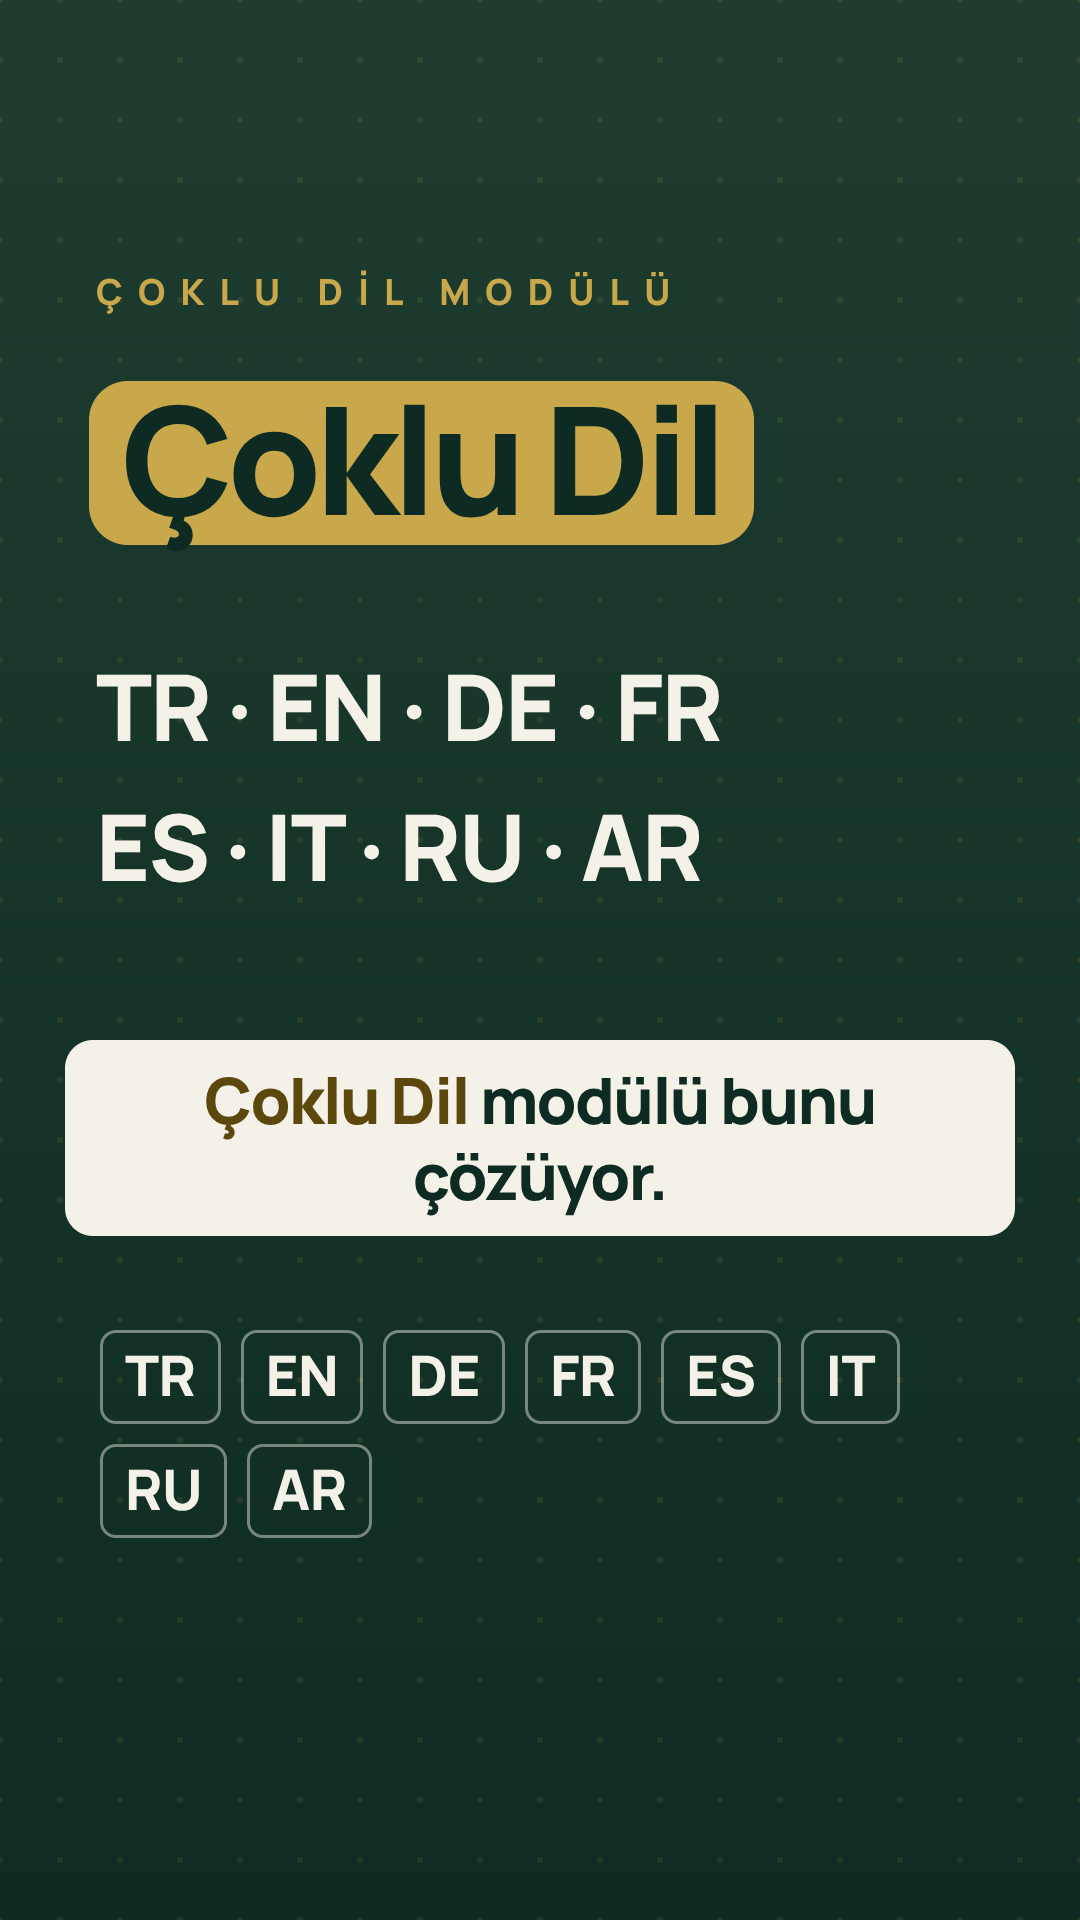 ÇOKLU DİL MODÜLÜ
Çoklu Dil
TR · EN · DE · FR
ES · IT · RU · AR
Çoklu Dil modülü bunu
çözüyor.
TR EN DE FR ES IT
RU AR